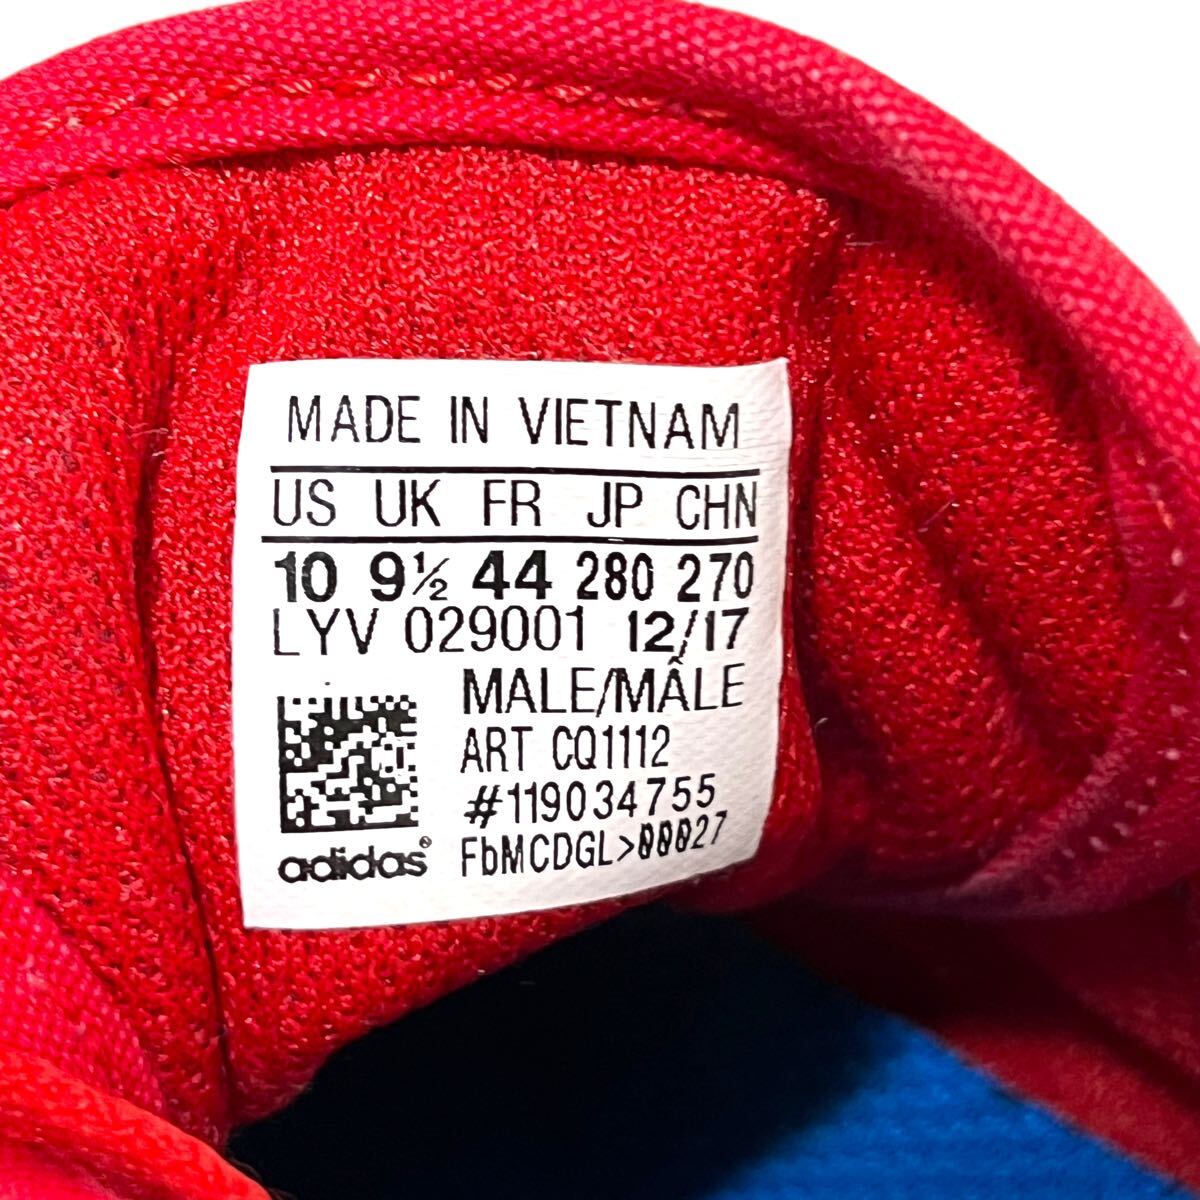 MADE IN VIETNAM
US UK FR JP CHN
10 9½ 44 280 270
LYV 029001 12/17
MALE/MÂLE
ART CQ1112
#119034755
FbMCDGL>00027
adidas®